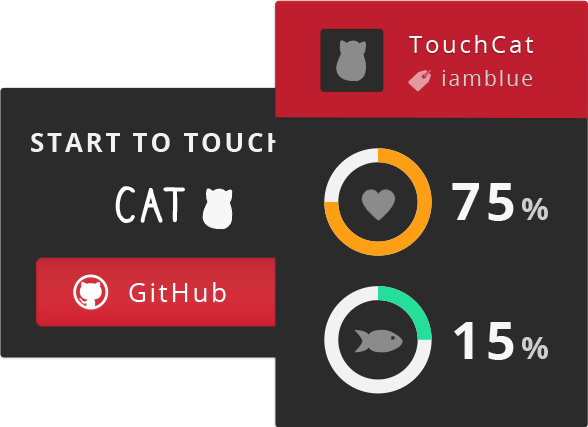 START TO TOUCH
CAT
GitHub
TouchCat
iamblue
75%
15%